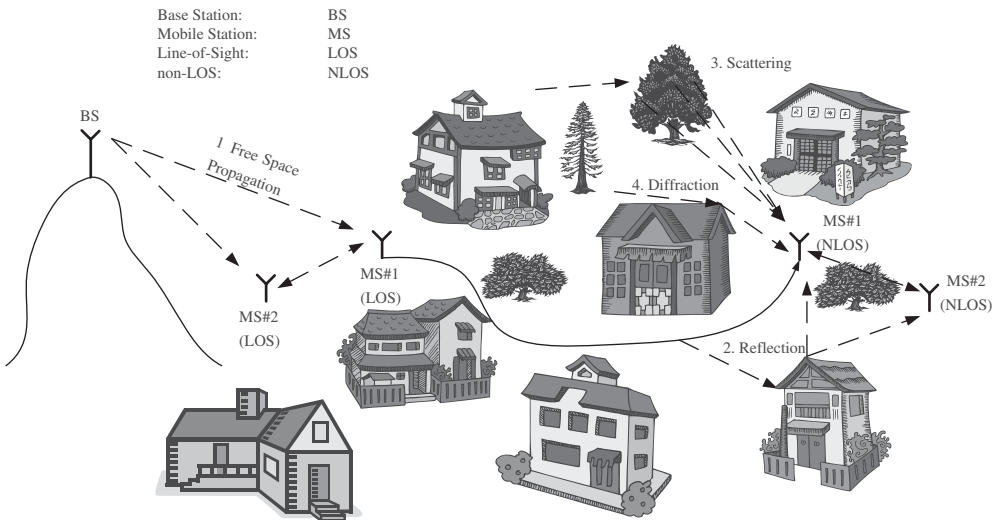 Base Station: BS
Mobile Station: MS
Line-of-Sight: LOS
non-LOS: NLOS
BS
1 Free Space
Propagation
MS#1
(LOS)
MS#2
(LOS)
3. Scattering
4. Diffraction
MS#1
(NLOS)
MS#2
(NLOS)
2. Reflection